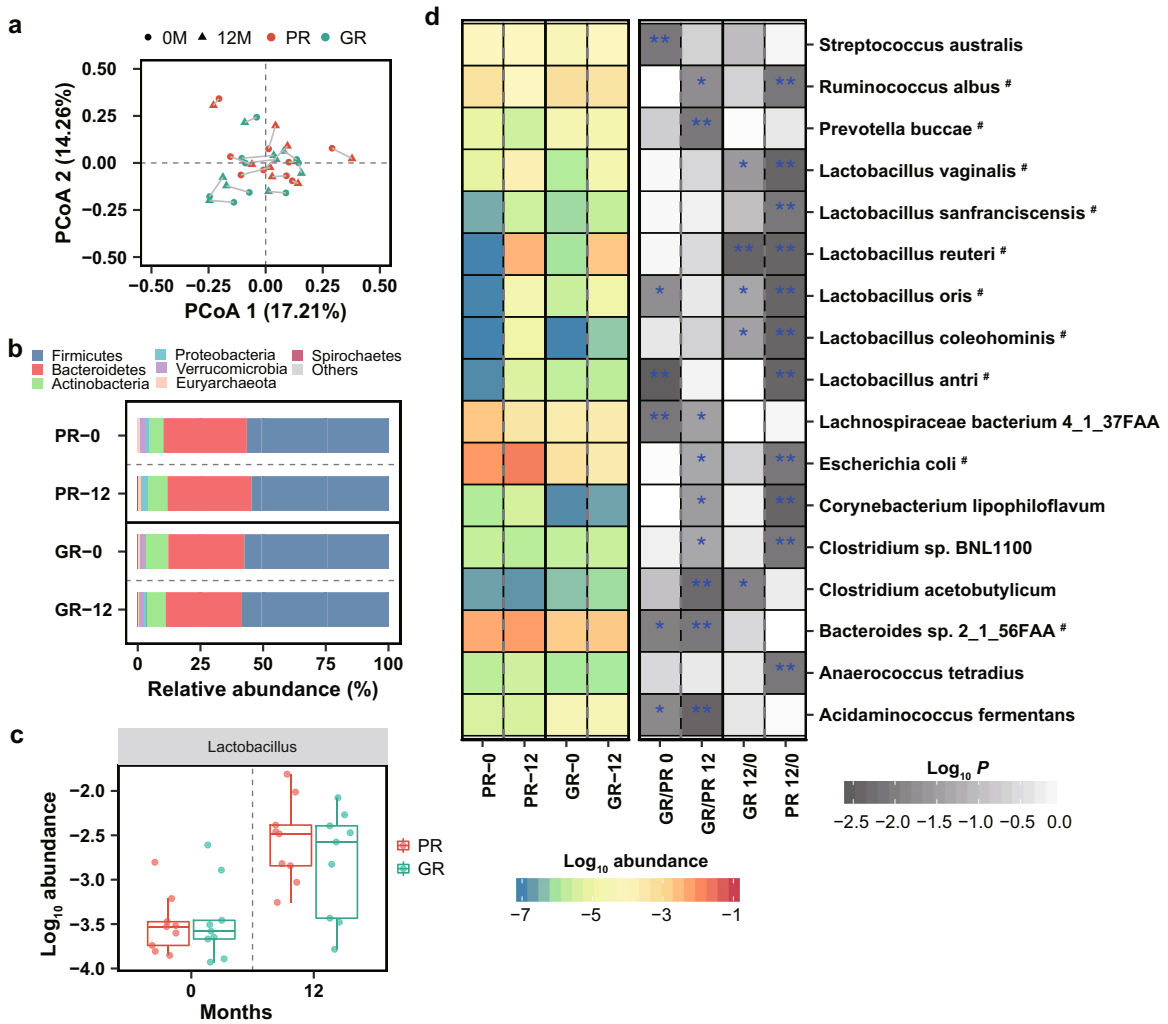 a
0M 12M PR GR
0.50
0.25
0.00
−0.25
−0.50
PCoA 2 (14.26%)
−0.50 −0.25 0.00 0.25 0.50
PCoA 1 (17.21%)
b
Firmicutes Proteobacteria Spirochaetes
Bacteroidetes Verrucomicrobia Others
Actinobacteria Euryarchaeota
PR−0
PR−12
GR−0
GR−12
0 25 50 75 100
Relative abundance (%)
c
Lactobacillus
−2.0
−2.5
−3.0
−3.5
−4.0
Log10 abundance
0 12
Months
PR
GR
d
** Streptococcus australis
* ** Ruminococcus albus #
** Prevotella buccae #
* ** Lactobacillus vaginalis #
** Lactobacillus sanfranciscensis #
** ** Lactobacillus reuteri #
* * ** Lactobacillus oris #
* ** Lactobacillus coleohominis #
** ** Lactobacillus antri #
** * Lachnospiraceae bacterium 4_1_37FAA
* ** Escherichia coli #
* ** Corynebacterium lipophiloflavum
* ** Clostridium sp. BNL1100
** * Clostridium acetobutylicum
* ** Bacteroides sp. 2_1_56FAA #
** Anaerococcus tetradius
* ** Acidaminococcus fermentans
PR−0 PR−12 GR−0 GR−12 GR/PR 0 GR/PR 12 GR 12/0 PR 12/0
Log10 P
−2.5 −2.0 −1.5 −1.0 −0.5 0.0
Log10 abundance
−7 −5 −3 −1